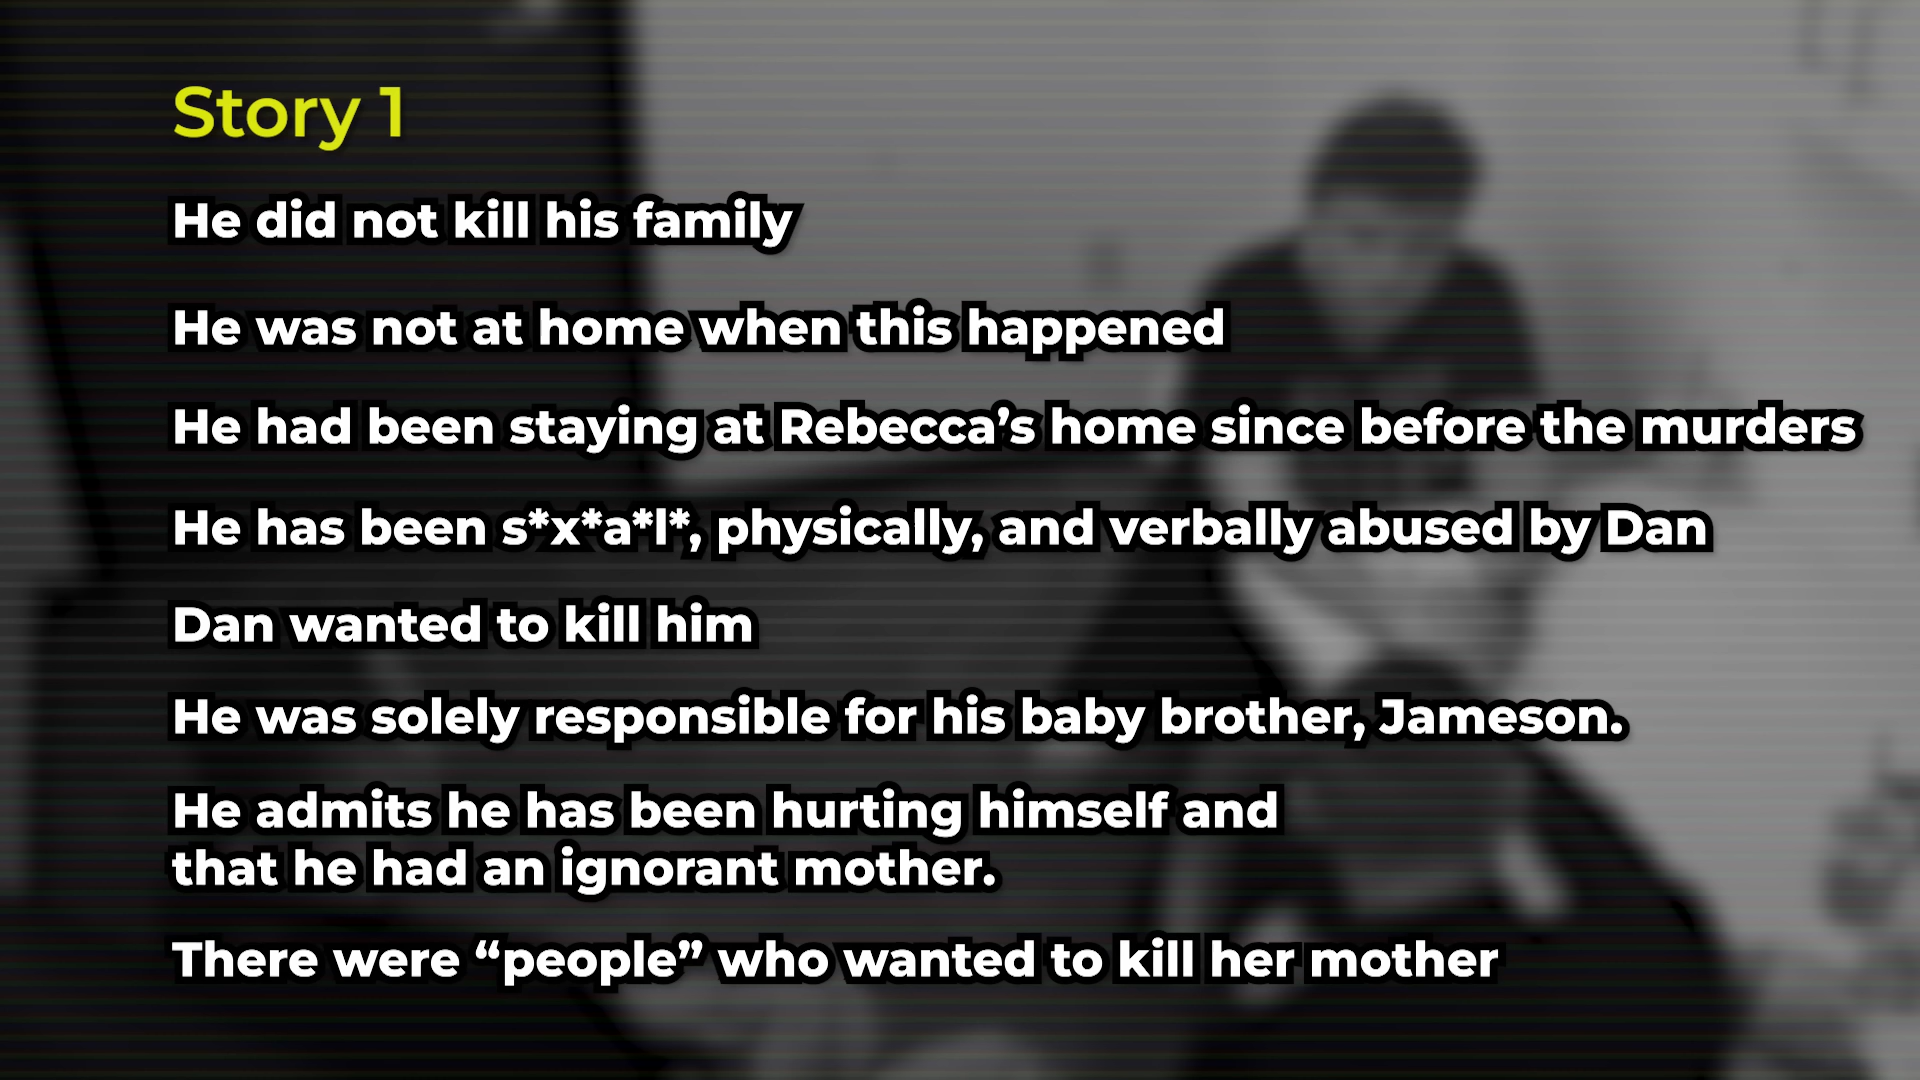 Story 1
He did not kill his family
He was not at home when this happened
He had been staying at Rebecca’s home since before the murders
He has been s*x*a*l*, physically, and verbally abused by Dan
Dan wanted to kill him
He was solely responsible for his baby brother, Jameson.
He admits he has been hurting himself and
that he had an ignorant mother.
There were “people” who wanted to kill her mother